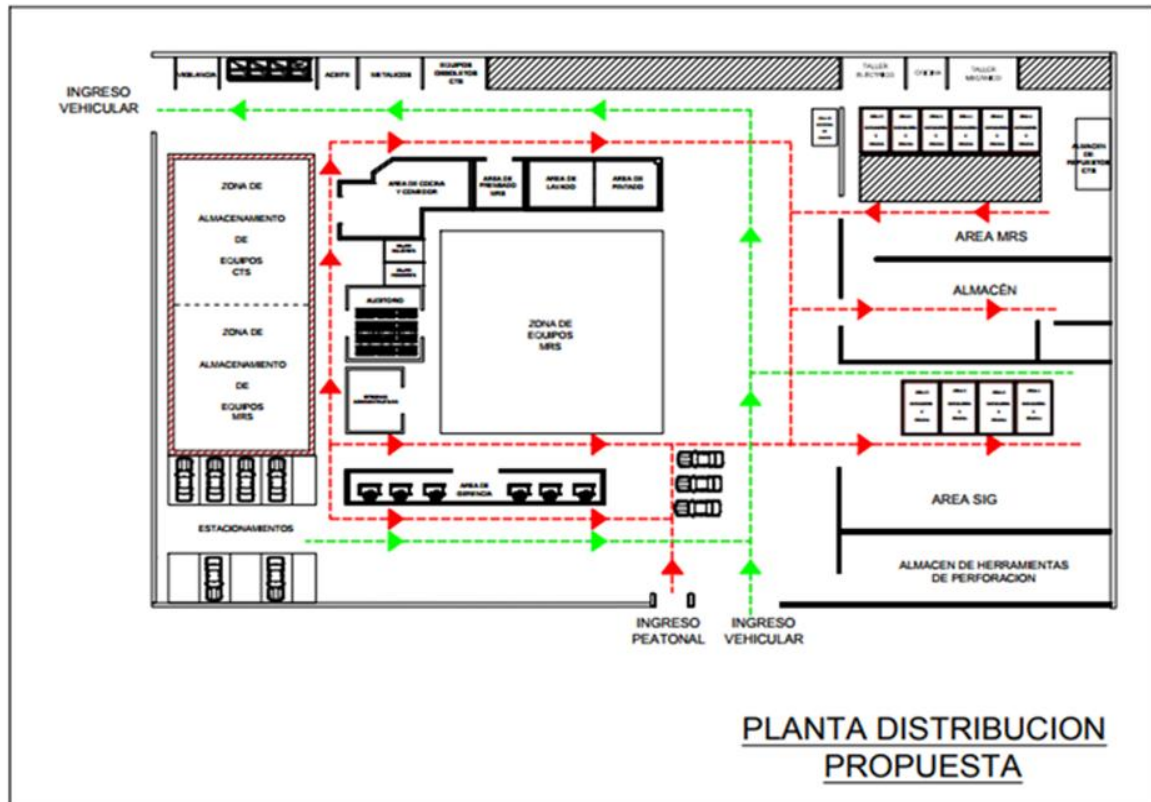 VIGILANCIA
ACEITE
METALICOS
EQUIPOS
OBSOLETOS
CTS
TALLER
ELECTRICO
OFICINA
TALLER
MECANICO
INGRESO
VEHICULAR
ZONA DE
ALMACENAMIENTO
DE
EQUIPOS
CTS
ZONA DE
ALMACENAMIENTO
DE
EQUIPOS
MRS
AREA DE COCINA
Y COMEDOR
AREA DE
PRENSADO
MRS
AREA DE
LAVADO
AREA DE
PINTADO
ALMACEN
DE
REPUESTOS
CTS
AREA MRS
ALMACÉN
AUDITORIO
ZONA DE
EQUIPOS
MRS
AREA DE
GERENCIA
ESTACIONAMIENTOS
AREA SIG
ALMACEN DE HERRAMIENTAS
DE PERFORACION
INGRESO
PEATONAL
INGRESO
VEHICULAR
PLANTA DISTRIBUCION
PROPUESTA